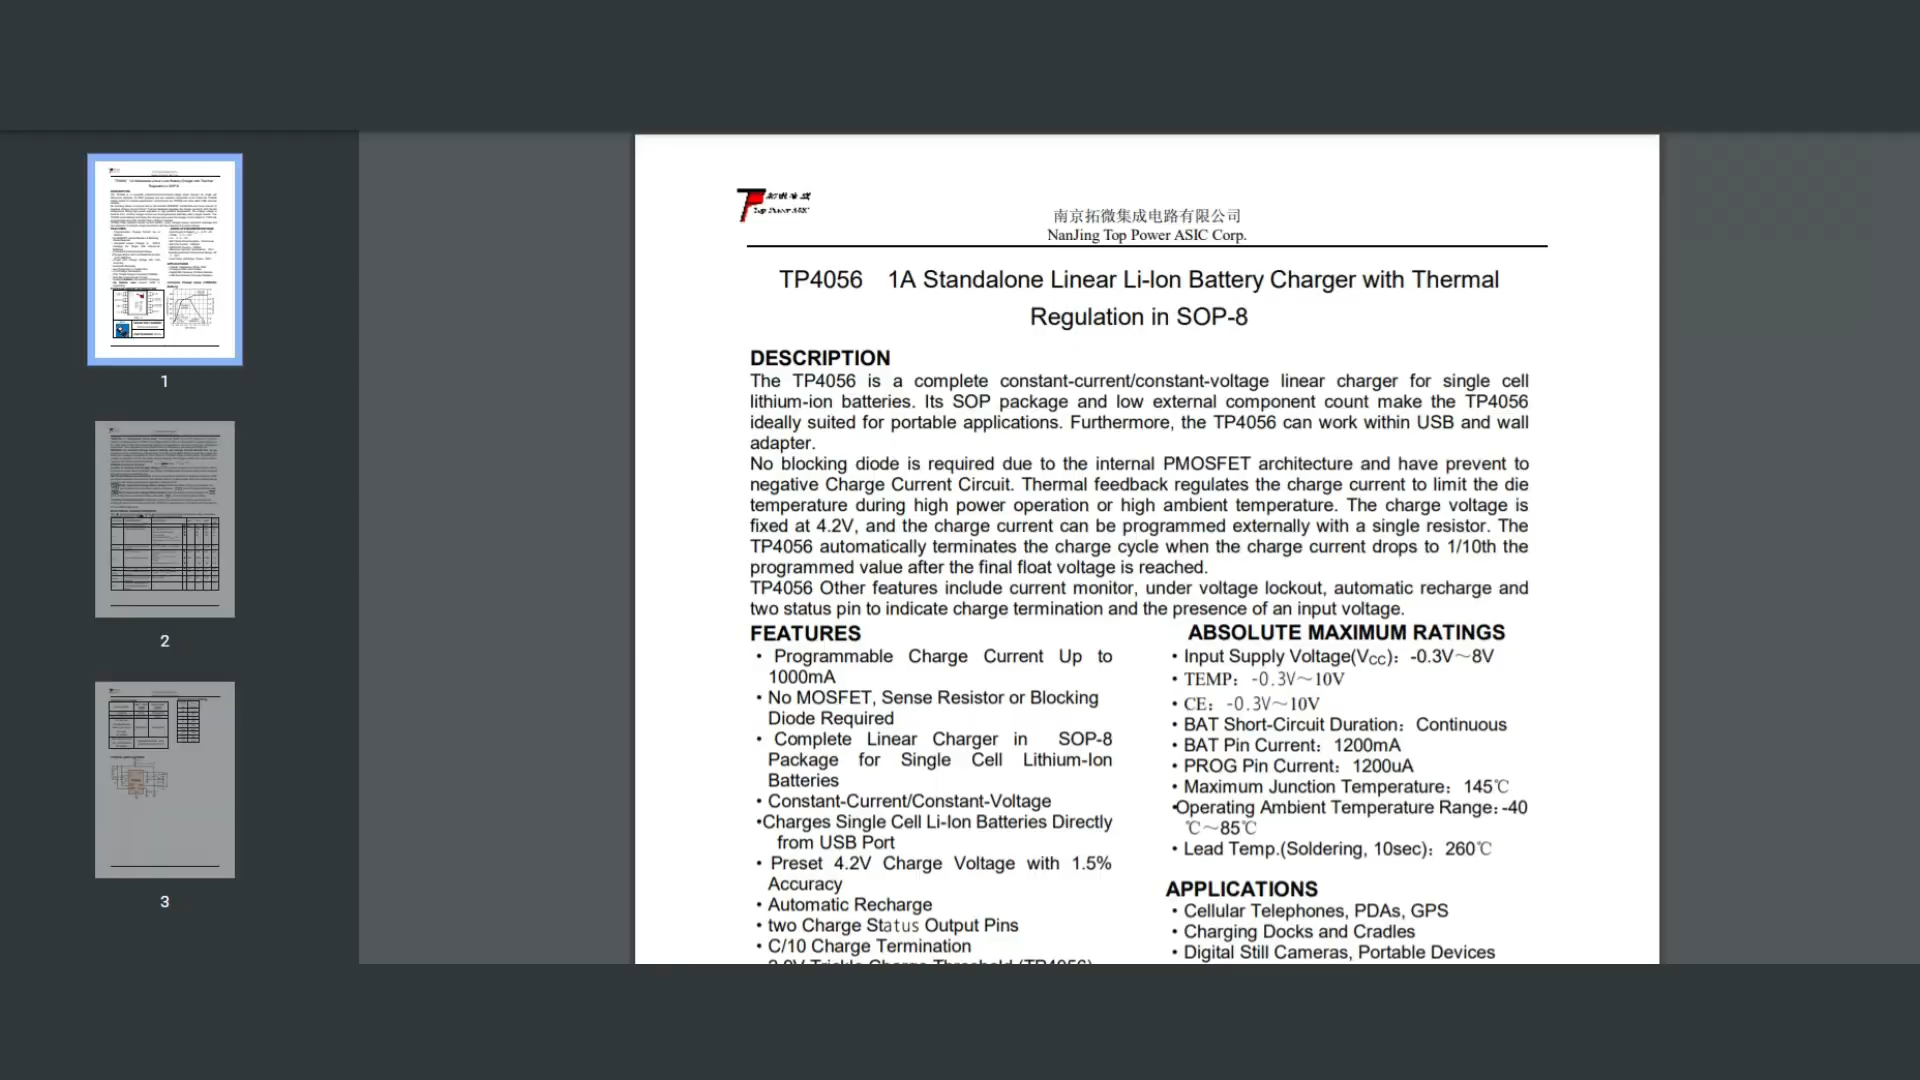 Top Power ASIC
南京拓微集成电路有限公司
NanJing Top Power ASIC Corp.
TP4056 1A Standalone Linear Li-lon Battery Charger with Thermal
Regulation in SOP-8
DESCRIPTION
The TP4056 is a complete constant-current/constant-voltage linear charger for single cell
lithium-ion batteries. Its SOP package and low external component count make the TP4056
ideally suited for portable applications. Furthermore, the TP4056 can work within USB and wall
adapter.
No blocking diode is required due to the internal PMOSFET architecture and have prevent to
negative Charge Current Circuit. Thermal feedback regulates the charge current to limit the die
temperature during high power operation or high ambient temperature. The charge voltage is
fixed at 4.2V, and the charge current can be programmed externally with a single resistor. The
TP4056 automatically terminates the charge cycle when the charge current drops to 1/10th the
programmed value after the final float voltage is reached.
TP4056 Other features include current monitor, under voltage lockout, automatic recharge and
two status pin to indicate charge termination and the presence of an input voltage.
FEATURES
· Programmable Charge Current Up to
1000mA
· No MOSFET, Sense Resistor or Blocking
Diode Required
· Complete Linear Charger in SOP-8
Package for Single Cell Lithium-Ion
Batteries
· Constant-Current/Constant-Voltage
·Charges Single Cell Li-Ion Batteries Directly
from USB Port
· Preset 4.2V Charge Voltage with 1.5%
Accuracy
· Automatic Recharge
· two Charge Status Output Pins
· C/10 Charge Termination
· 2.9V Trickle Charge Threshold (TP4056)
ABSOLUTE MAXIMUM RATINGS
· Input Supply Voltage(VCC)：-0.3V～8V
· TEMP：-0.3V～10V
· CE：-0.3V～10V
· BAT Short-Circuit Duration：Continuous
· BAT Pin Current：1200mA
· PROG Pin Current：1200uA
· Maximum Junction Temperature：145℃
·Operating Ambient Temperature Range：-40
℃～85℃
· Lead Temp.(Soldering, 10sec)：260℃
APPLICATIONS
· Cellular Telephones, PDAs, GPS
· Charging Docks and Cradles
· Digital Still Cameras, Portable Devices
1
2
3